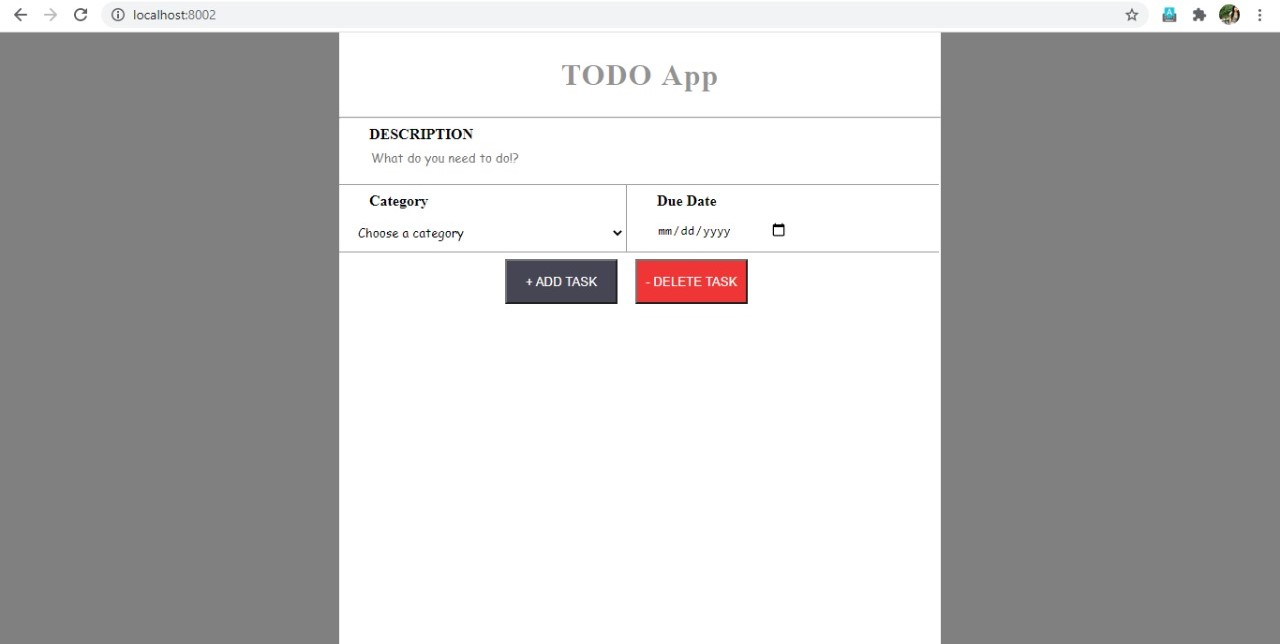 localhost:8002
TODO App
DESCRIPTION
What do you need to do!?
Category
Due Date
Choose a category
mm/dd/yyyy
+ ADD TASK
- DELETE TASK